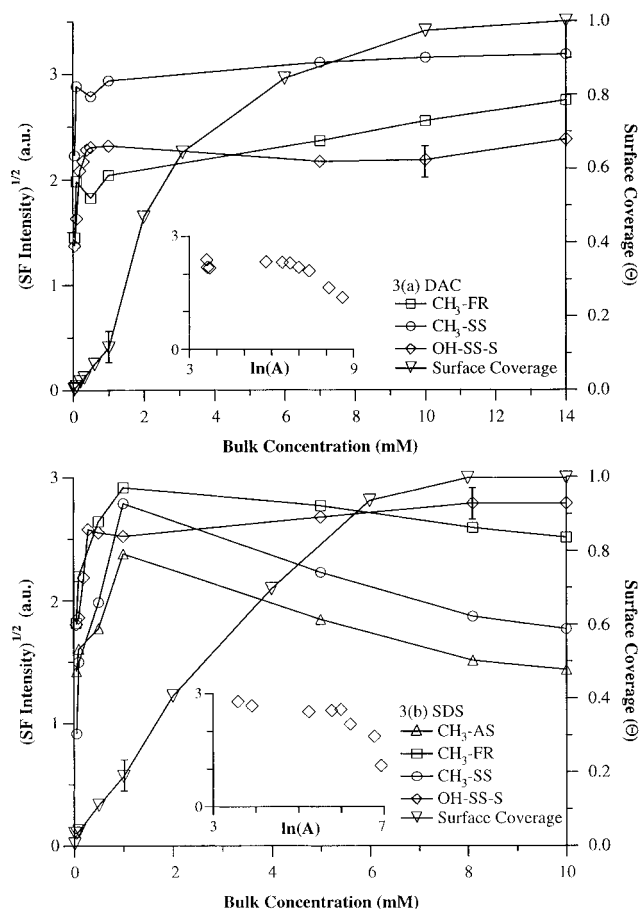 3(a) DAC
CH₃-FR
CH₃-SS
OH-SS-S
Surface Coverage
(SF Intensity)^1/2 (a.u.)
3
2
1
0
Surface Coverage (Θ)
1.0
0.8
0.6
0.4
0.2
0.0
3
0
3
9
ln(A)
0 2 4 6 8 10 12 14
Bulk Concentration (mM)
3(b) SDS
CH₃-AS
CH₃-FR
CH₃-SS
OH-SS-S
Surface Coverage
(SF Intensity)^1/2 (a.u.)
3
2
1
0
Surface Coverage (Θ)
1.0
0.8
0.6
0.4
0.2
0.0
3
0
3
7
ln(A)
0 2 4 6 8 10
Bulk Concentration (mM)